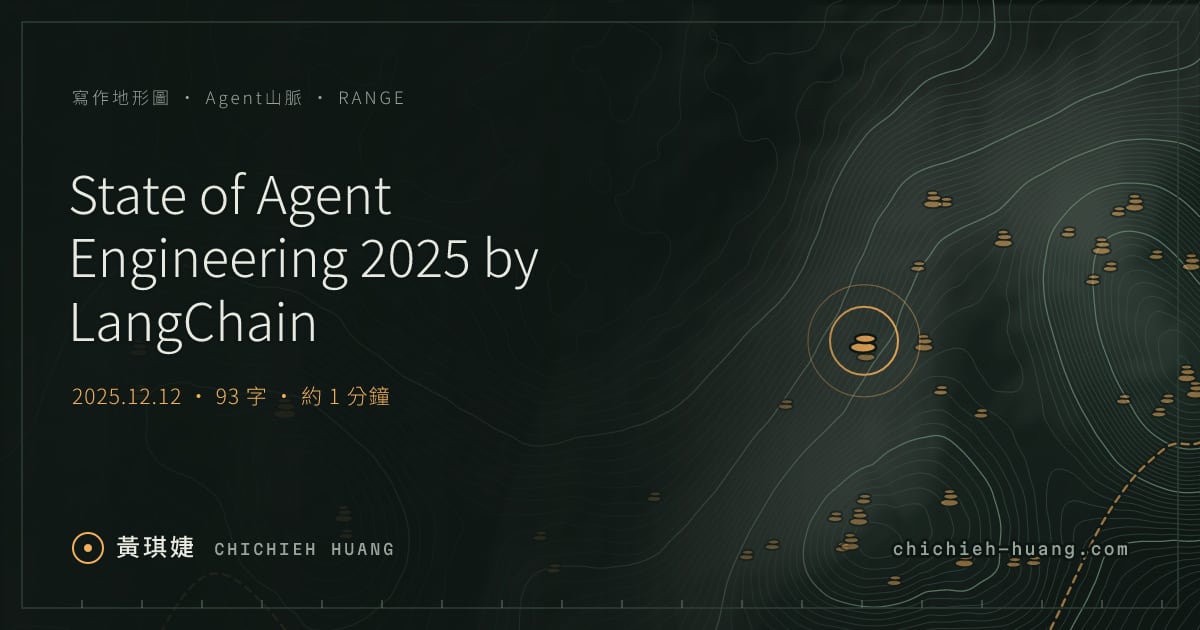 寫作地形圖 · Agent山脈 · RANGE
State of Agent
Engineering 2025 by
LangChain
2025.12.12 · 93 字 · 約 1 分鐘
黃琪婕 CHICHIEH HUANG
chichieh-huang.com